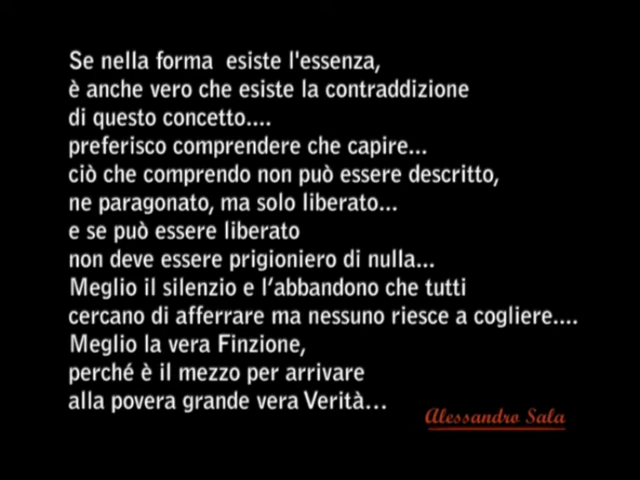 Se nella forma  esiste l'essenza,
è anche vero che esiste la contraddizione
di questo concetto....
preferisco comprendere che capire...
ciò che comprendo non può essere descritto,
ne paragonato, ma solo liberato...
e se può essere liberato
non deve essere prigioniero di nulla...
Meglio il silenzio e l’abbandono che tutti
cercano di afferrare ma nessuno riesce a cogliere....
Meglio la vera Finzione,
perché è il mezzo per arrivare
alla povera grande vera Verità...
Alessandro Sala